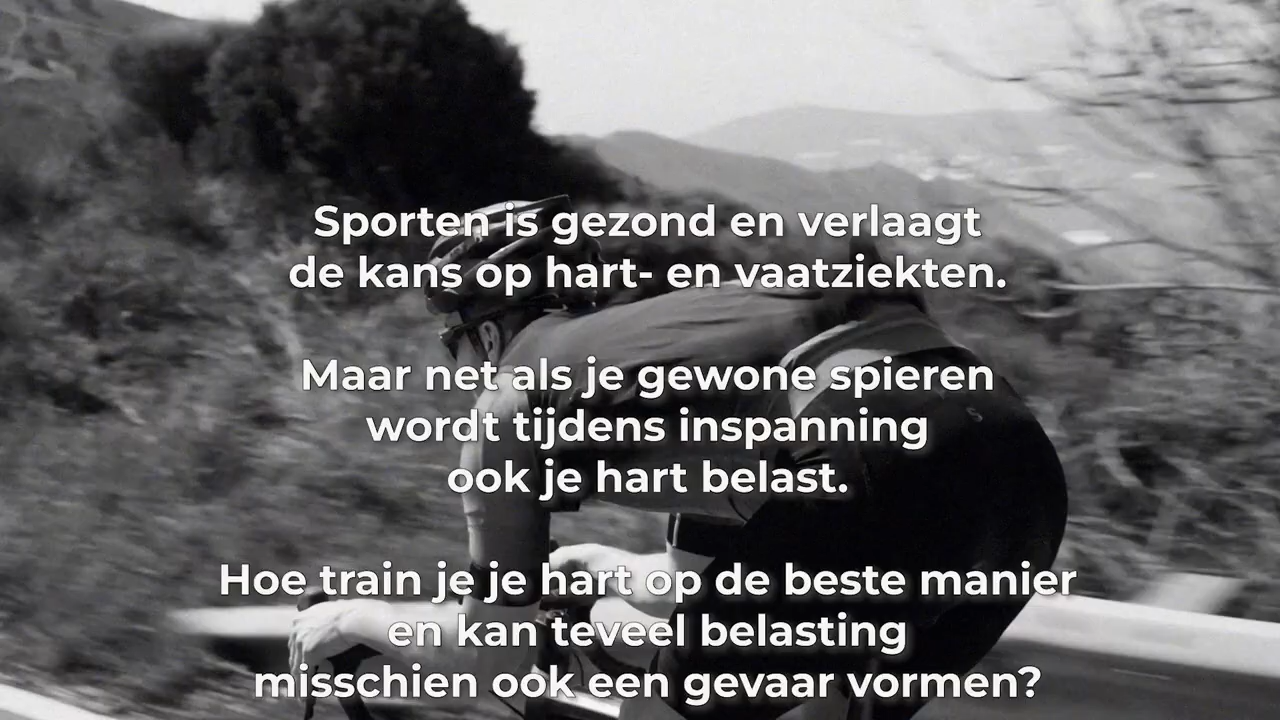 Sporten is gezond en verlaagt
de kans op hart- en vaatziekten.
Maar net als je gewone spieren
wordt tijdens inspanning
ook je hart belast.
Hoe train je je hart op de beste manier
en kan teveel belasting
misschien ook een gevaar vormen?